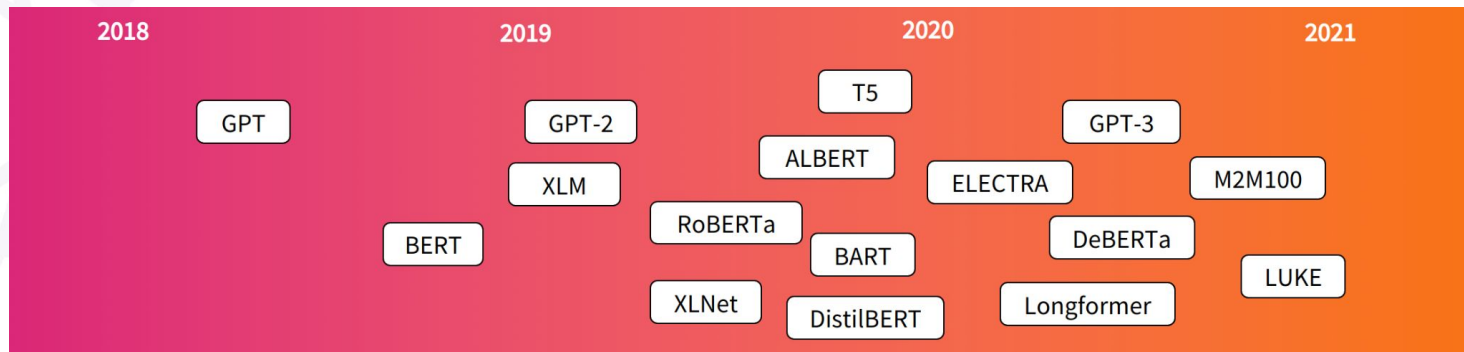 2018 2019 2020 2021
T5
GPT GPT-2 GPT-3
ALBERT
XLM ELECTRA M2M100
RoBERTa
BERT BART DeBERTa
LUKE
XLNet DistilBERT Longformer